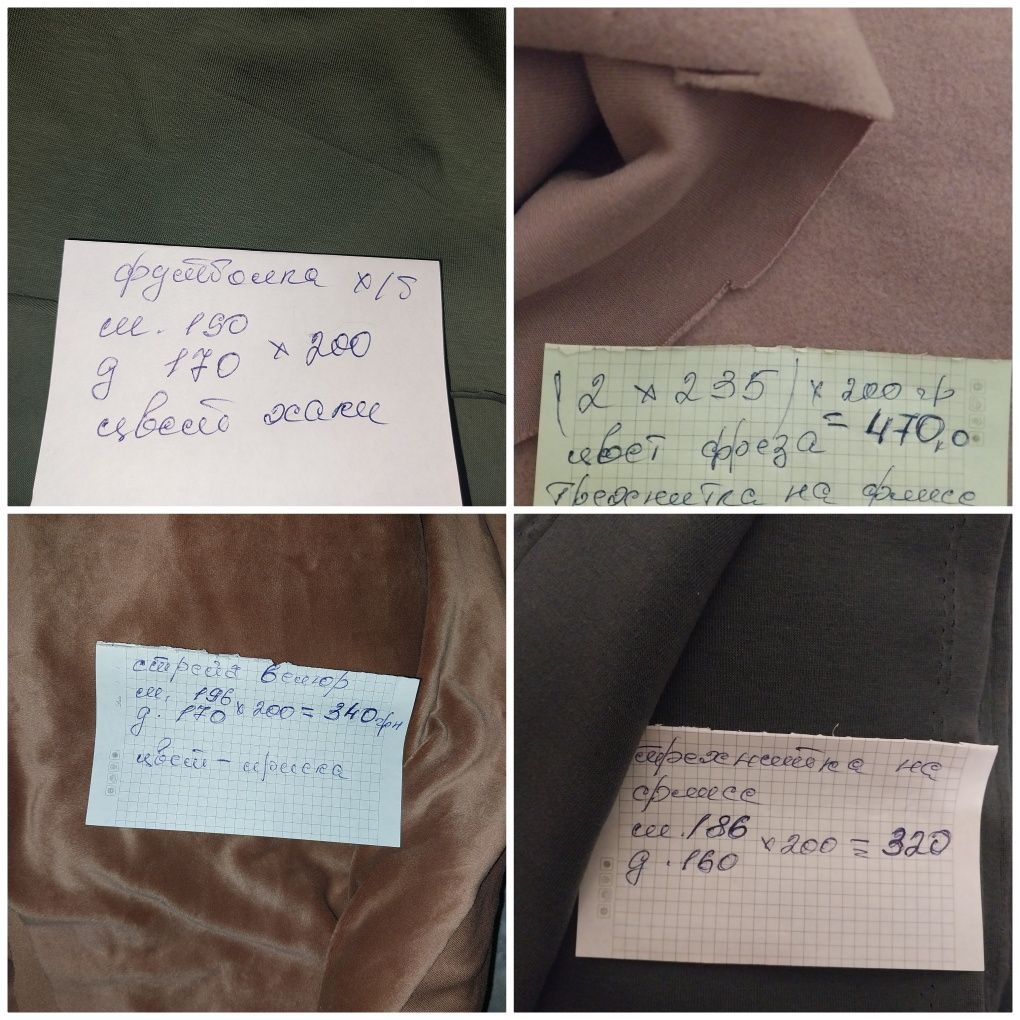 футболка х/б
ш. 190
д 170 × 200
цвет хаки
(2 × 235) × 200 гр
= 470,0
цвет фреза
трехнитка на флисе
стрейч велюр
ш. 196
д. 170 × 200 = 340 грн
цвет - ириска
трехнитка на
флисе
ш. 186
д. 160 × 200 = 320